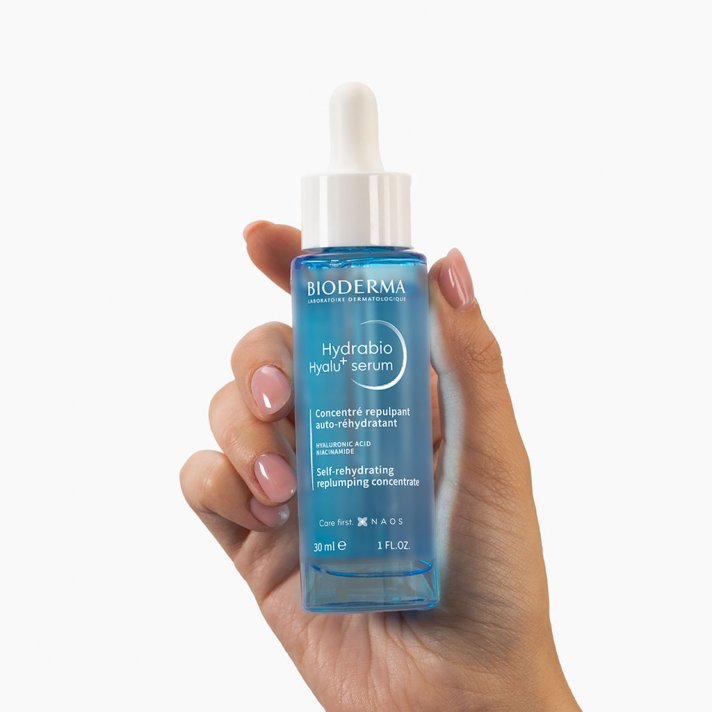 BIODERMA
LABORATOIRE DERMATOLOGIQUE
Hydrabio
Hyalu+ serum
Concentré repulpant
auto-réhydratant
HYALURONIC ACID
NIACINAMIDE
Self-rehydrating
replumping concentrate
Care first. NAOS
30 ml ℮ 1 FL.OZ.